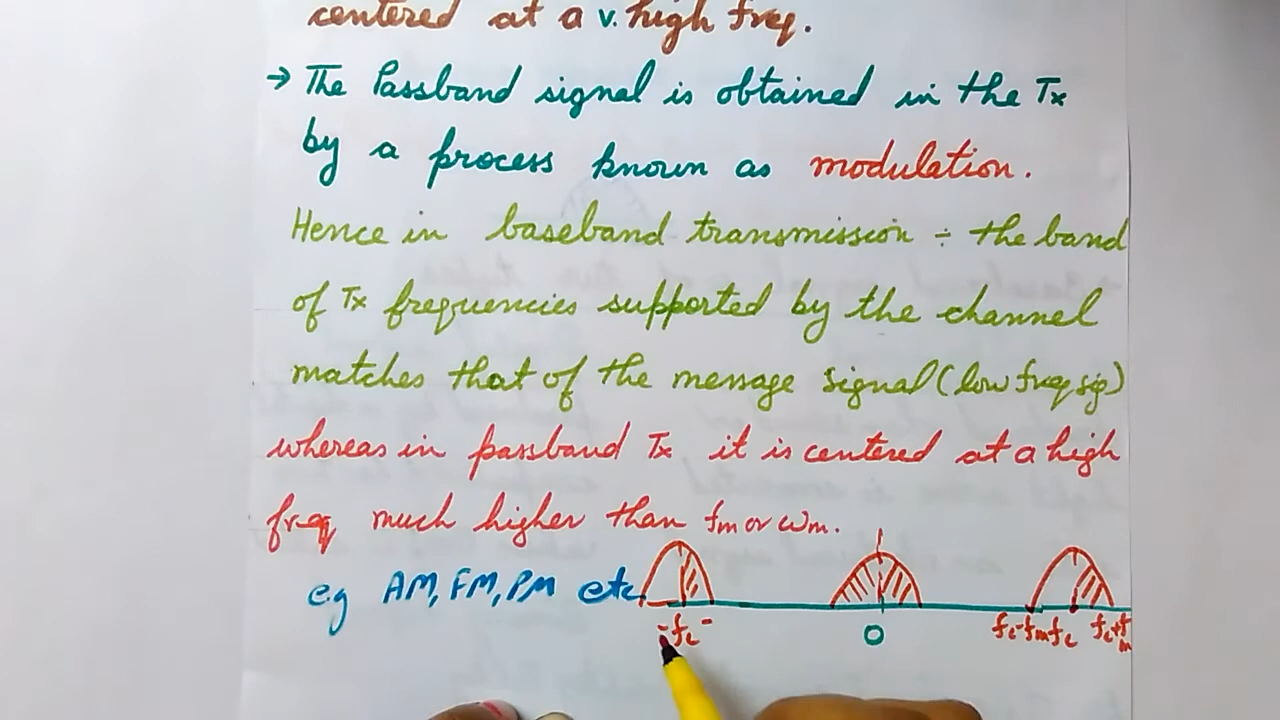 centered at a v. high freq.
→ The Passband signal is obtained in the Tx
by a process known as modulation.
Hence in baseband transmission ÷ the band
of Tx frequencies supported by the channel
matches that of the message signal (low freq sig)
whereas in passband Tx it is centered at a high
freq much higher than fm or ωm.
e.g AM, FM, PM etc
-fc- 0 fc-fm fc fc+fm